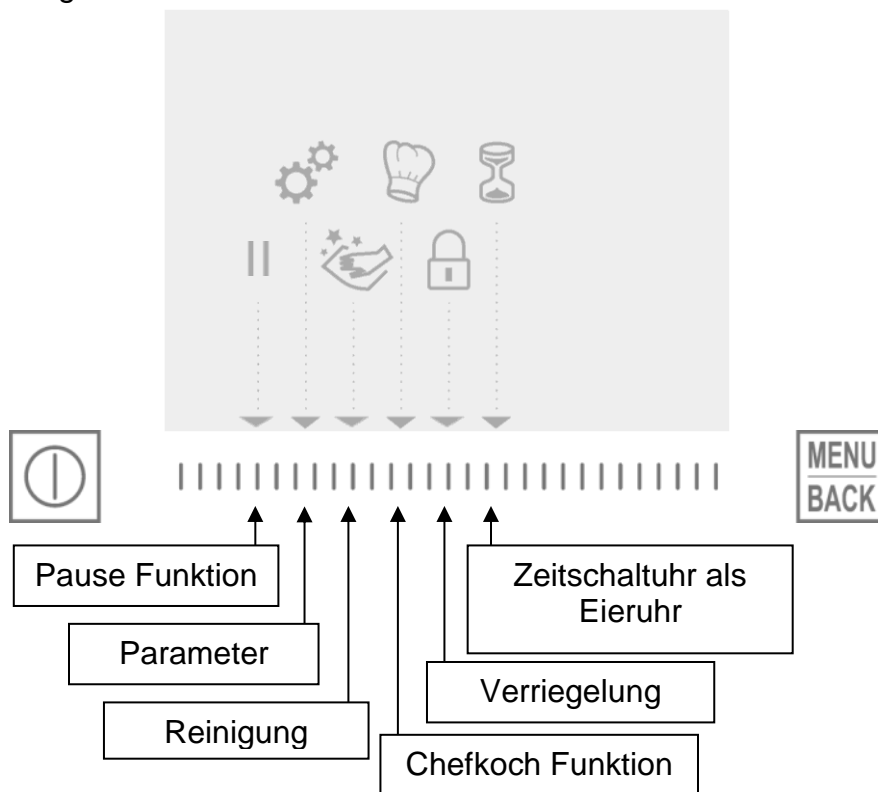 MENU
BACK
Pause Funktion
Zeitschaltuhr als
Eieruhr
Parameter
Verriegelung
Reinigung
Chefkoch Funktion